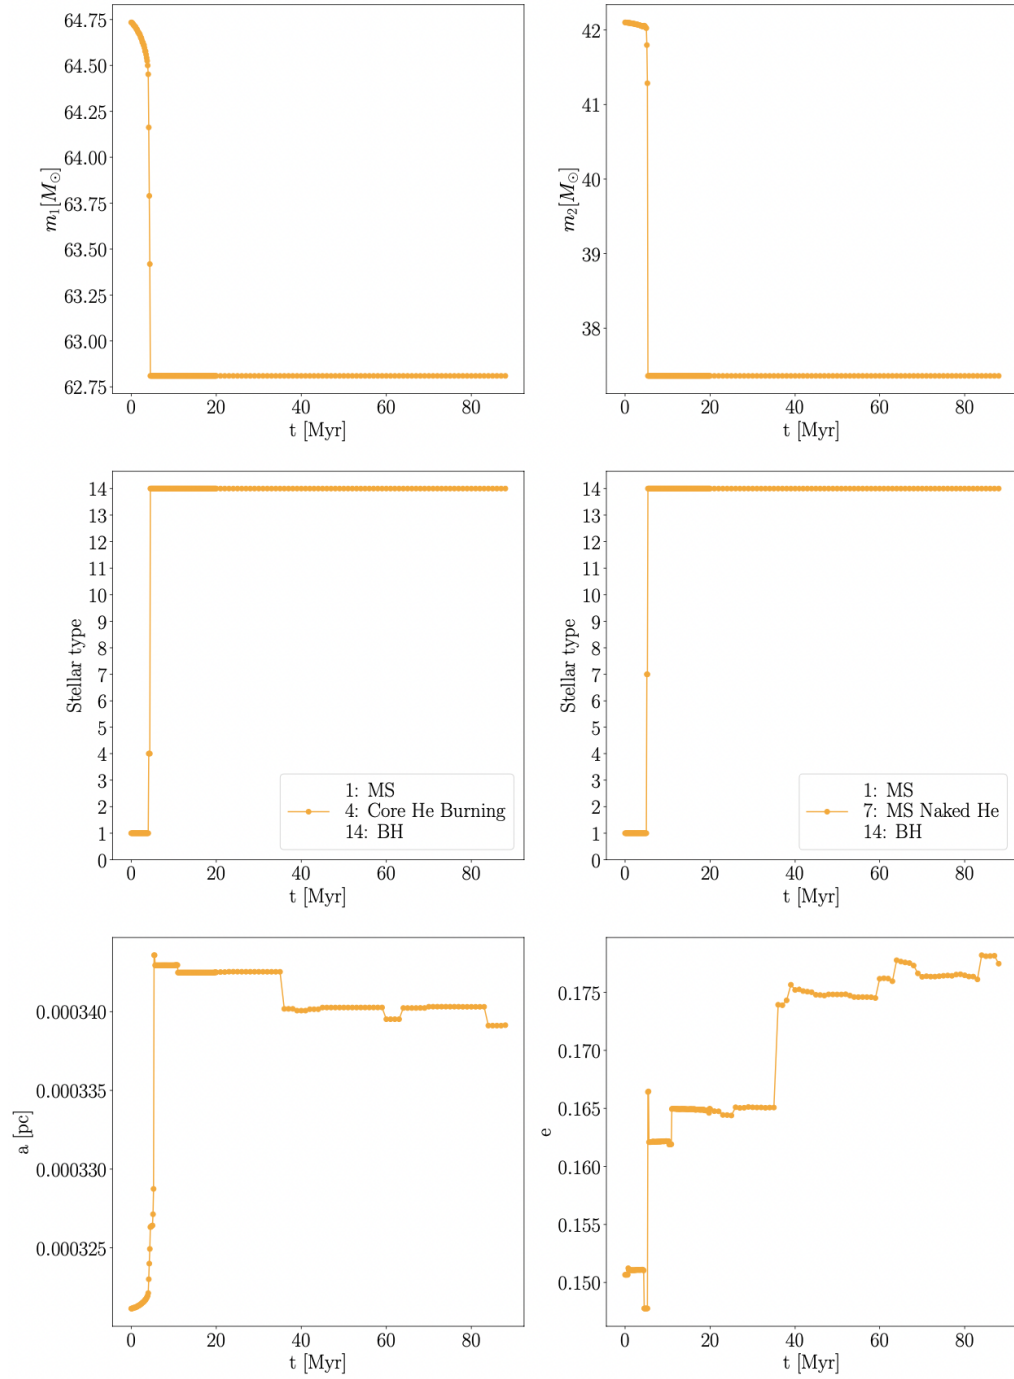 64.75
64.50
64.25
64.00
63.75
63.50
63.25
63.00
62.75
m₁[M☉]
0 20 40 60 80
t [Myr]
42
41
40
39
38
m₂[M☉]
0 20 40 60 80
t [Myr]
14
13
12
11
10
9
8
7
6
5
4
3
2
1
0
Stellar type
1: MS
4: Core He Burning
14: BH
0 20 40 60 80
t [Myr]
14
13
12
11
10
9
8
7
6
5
4
3
2
1
0
Stellar type
1: MS
7: MS Naked He
14: BH
0 20 40 60 80
t [Myr]
0.000340
0.000335
0.000330
0.000325
a [pc]
0 20 40 60 80
t [Myr]
0.175
0.170
0.165
0.160
0.155
0.150
e
0 20 40 60 80
t [Myr]